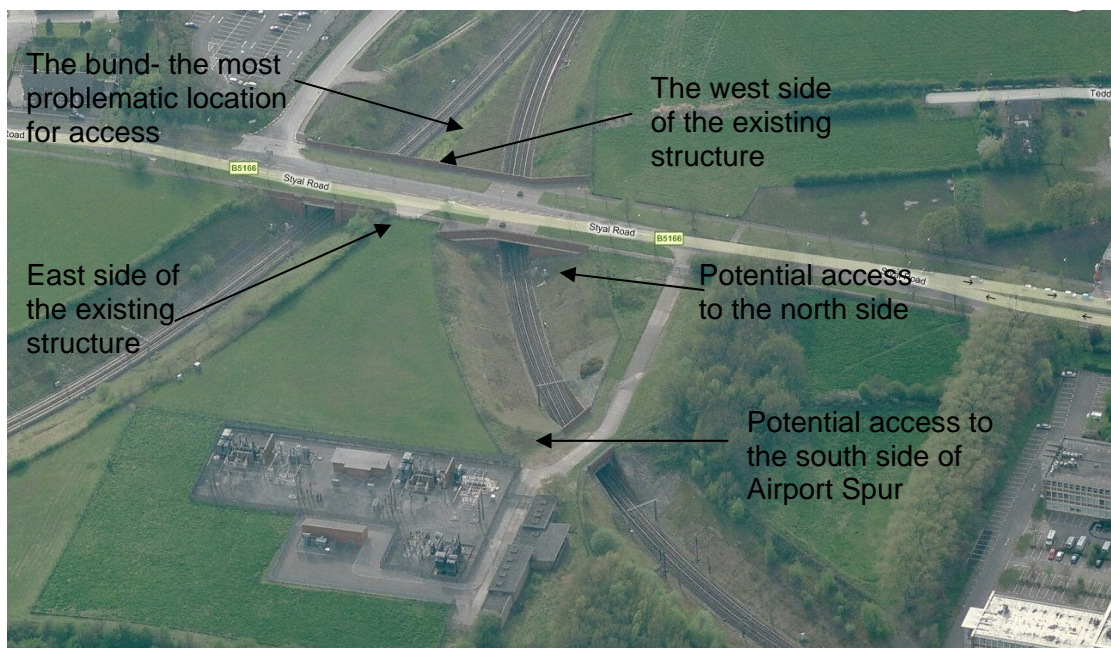 The bund- the most
problematic location
for access
The west side
of the existing
structure
Tedd
Road
B5166
Styal Road
Styal Road
B5166
Road
East side of
the existing
structure
Potential access
to the north side
Potential access to
the south side of
Airport Spur